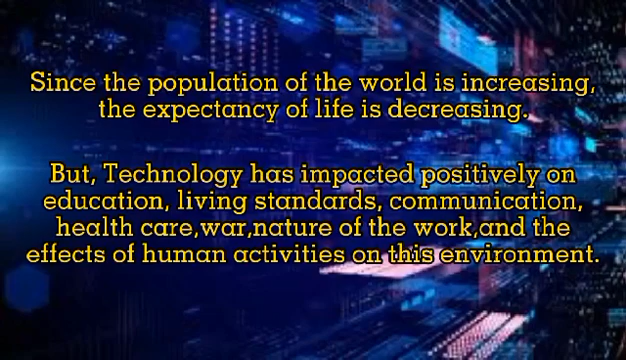 Since the population of the world is increasing,
the expectancy of life is decreasing.
But, Technology has impacted positively on
education, living standards, communication,
health care,war,nature of the work,and the
effects of human activities on this environment.